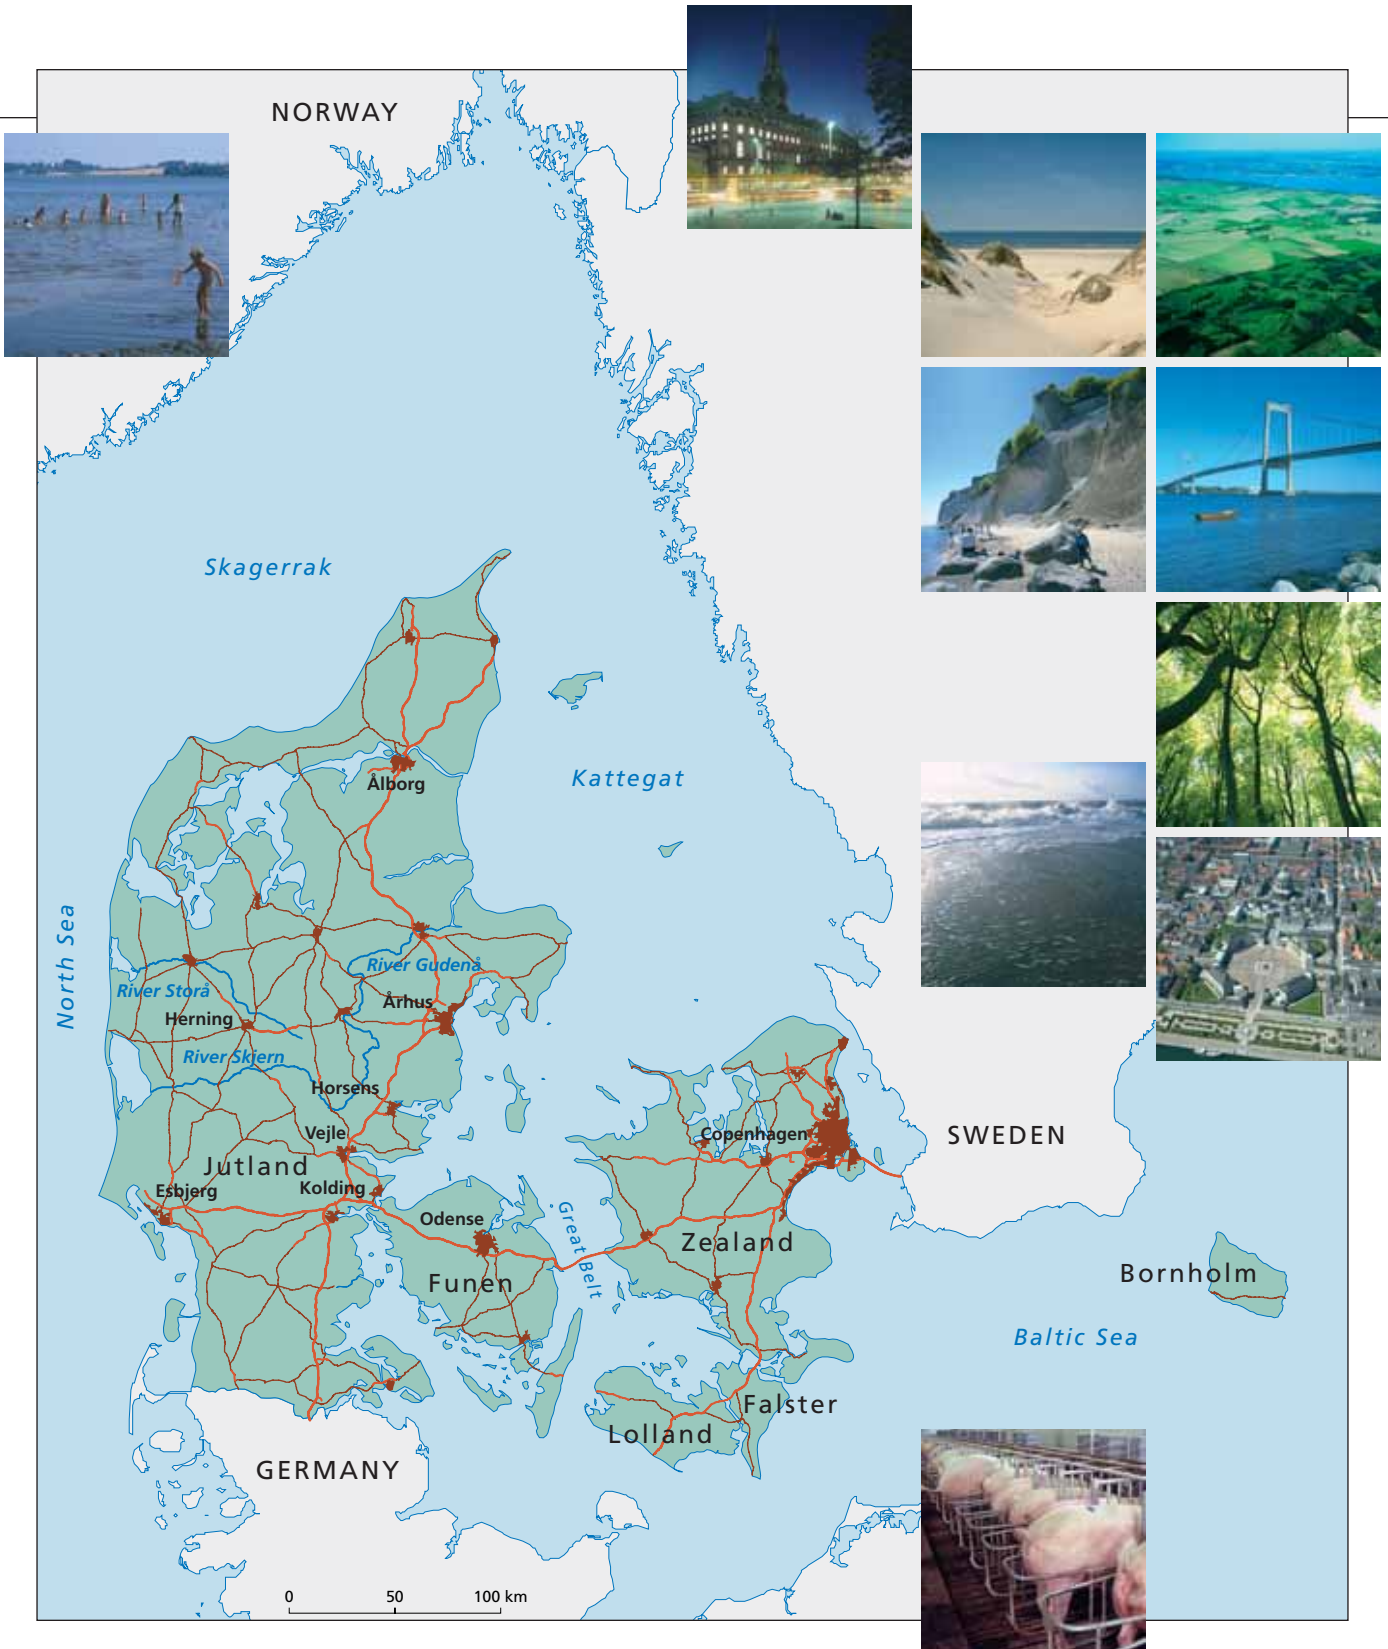 NORWAY
Skagerrak
Kattegat
Ålborg
North Sea
River Gudenå
River Storå
Århus
Herning
River Skjern
Horsens
Vejle
Copenhagen
SWEDEN
Jutland
Esbjerg
Kolding
Odense
Great Belt
Zealand
Funen
Bornholm
Baltic Sea
Falster
Lolland
GERMANY
0 50 100 km